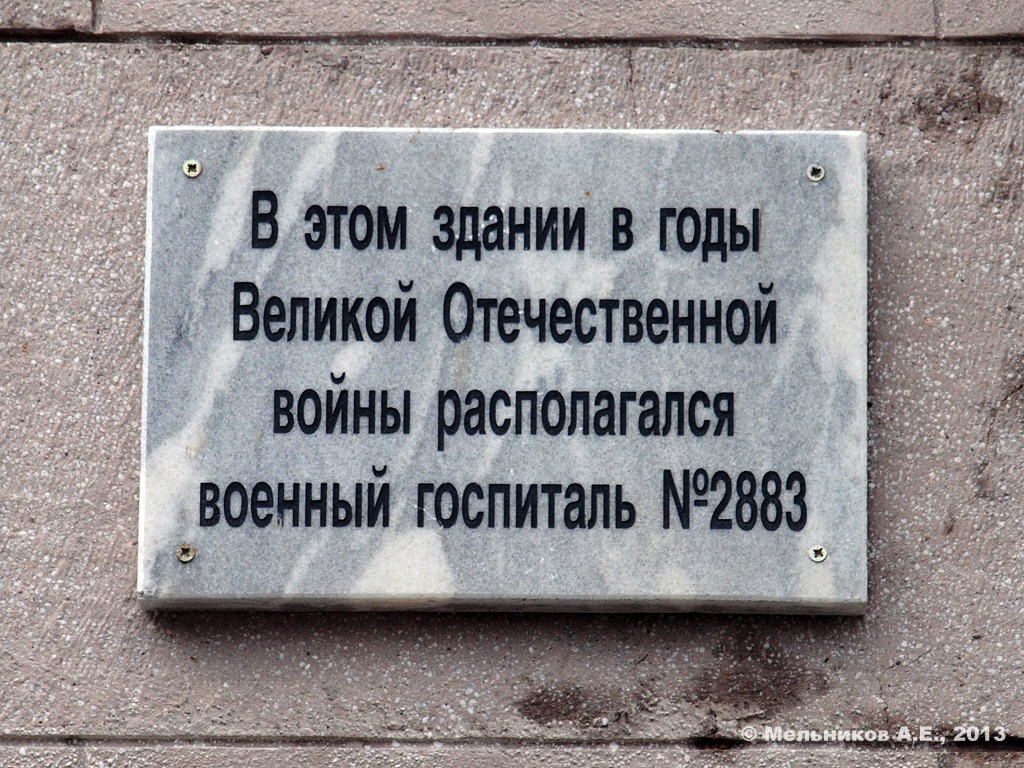 В этом здании в годы
Великой Отечественной
войны располагался
военный госпиталь №2883
© Мельников А.Е., 2013